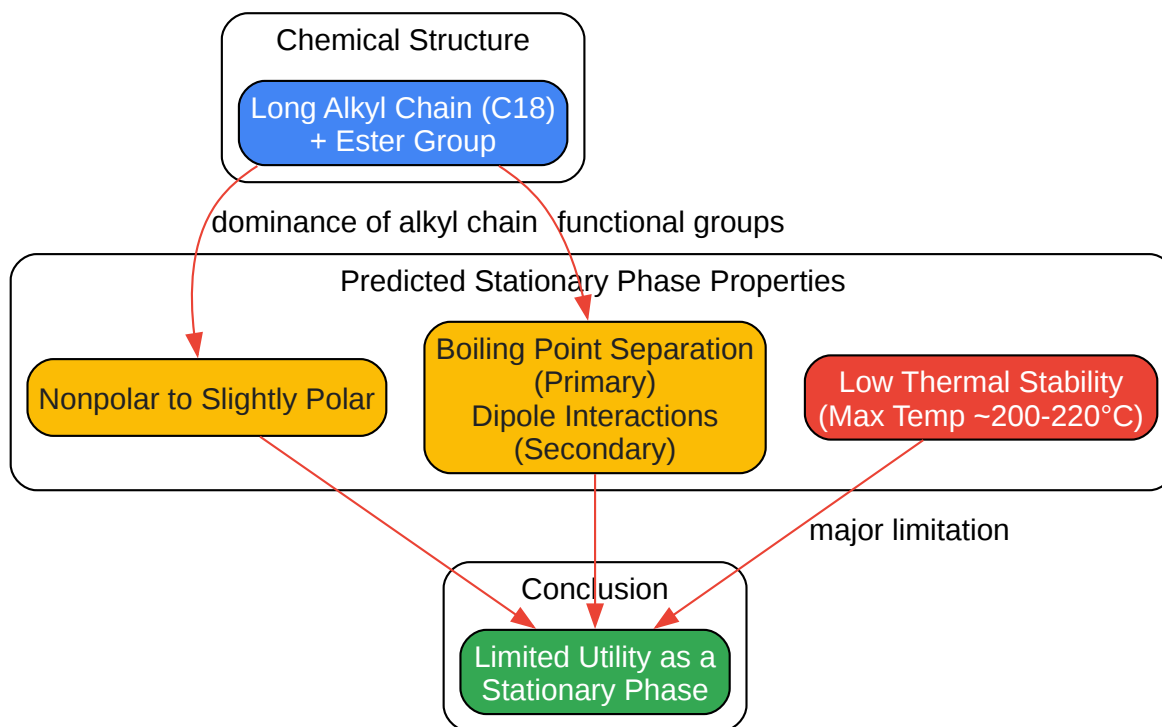 Chemical Structure
Long Alkyl Chain (C18)
+ Ester Group
dominance of alkyl chain
functional groups
Predicted Stationary Phase Properties
Nonpolar to Slightly Polar
Boiling Point Separation
(Primary)
Dipole Interactions
(Secondary)
Low Thermal Stability
(Max Temp ~200-220°C)
major limitation
Conclusion
Limited Utility as a
Stationary Phase